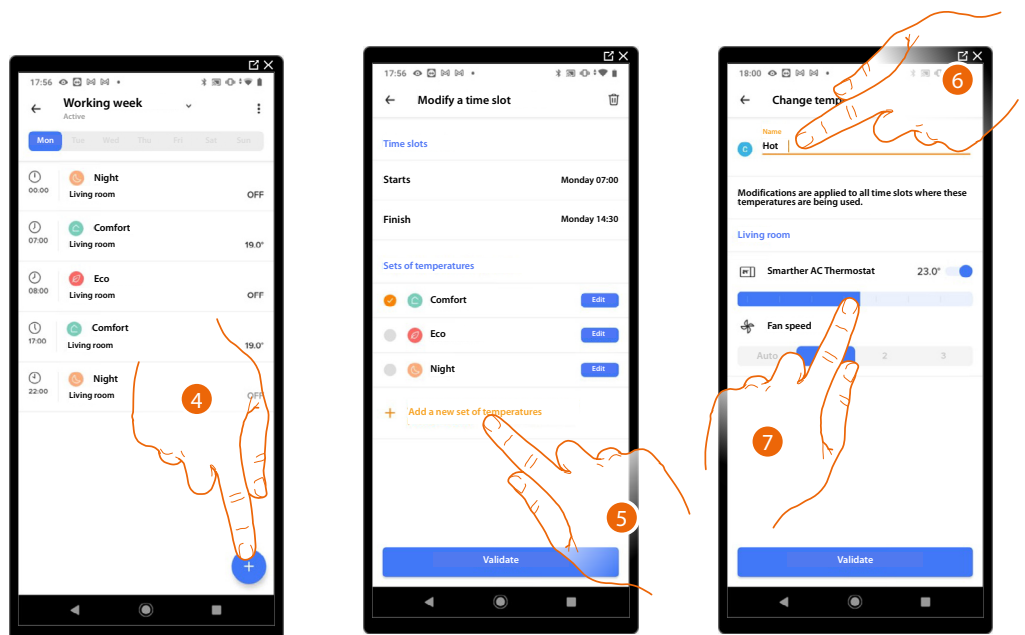 17:56
Working week
Active
Mon Tue Wed Thu Fri Sat Sun
00:00
Night
Living room OFF
07:00
Comfort
Living room 19.0°
08:00
Eco
Living room OFF
17:00
Comfort
Living room 19.0°
22:00
Night
Living room OFF
4
+
17:56
Modify a time slot
Time slots
Starts Monday 07:00
Finish Monday 14:30
Sets of temperatures
Comfort Edit
Eco Edit
Night Edit
+ Add a new set of temperatures
5
Validate
18:00
6
Change temp
Name
C Hot
Modifications are applied to all time slots where these
temperatures are being used.
Living room
Smarther AC Thermostat 23.0°
Fan speed
Auto 2 3
7
Validate